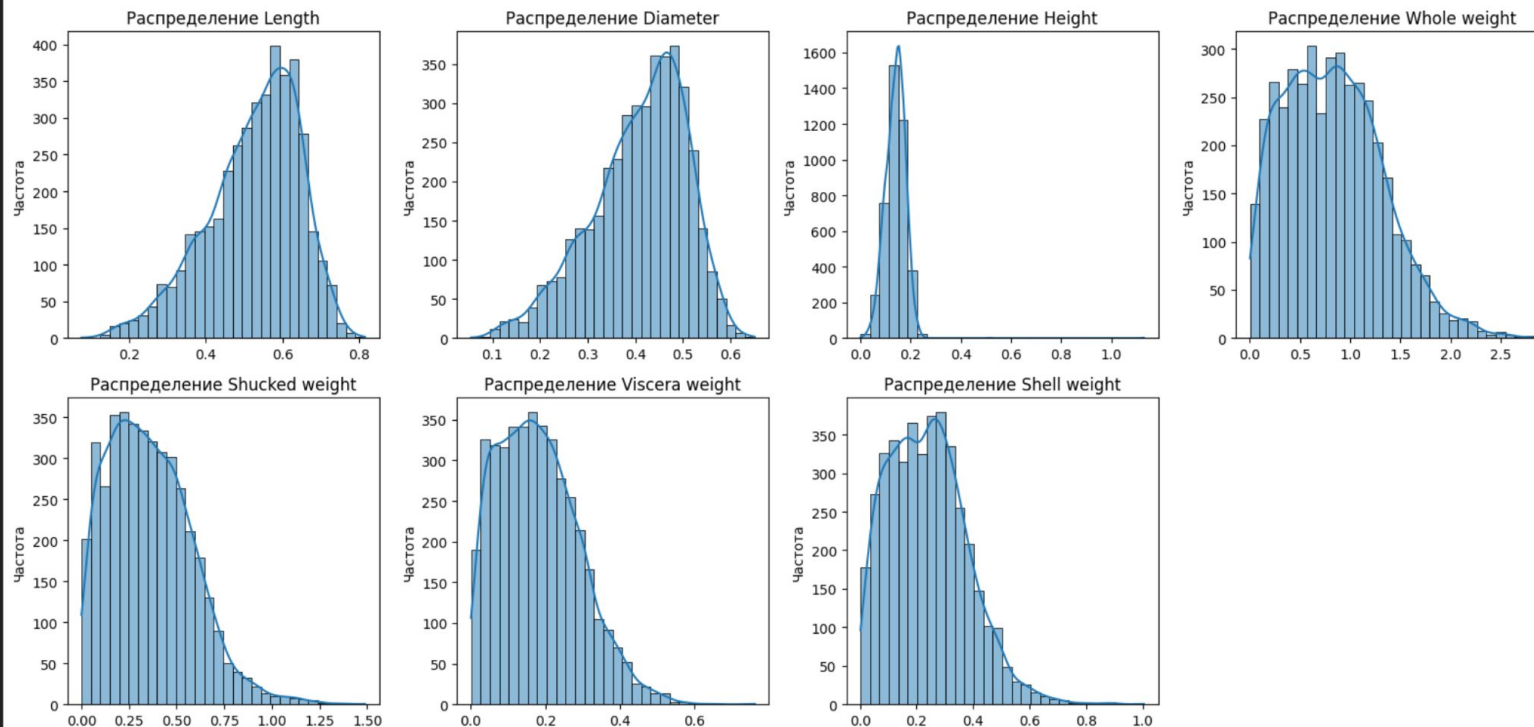 Распределение Length
Распределение Diameter
Распределение Height
Распределение Whole weight
400
350
300
250
200
150
100
50
0
Частота
0.2 0.4 0.6 0.8
350
300
250
200
150
100
50
0
Частота
0.1 0.2 0.3 0.4 0.5 0.6
1600
1400
1200
1000
800
600
400
200
0
Частота
0.0 0.2 0.4 0.6 0.8 1.0
300
250
200
150
100
50
0
Частота
0.0 0.5 1.0 1.5 2.0 2.5
Распределение Shucked weight
Распределение Viscera weight
Распределение Shell weight
350
300
250
200
150
100
50
0
Частота
0.00 0.25 0.50 0.75 1.00 1.25 1.50
350
300
250
200
150
100
50
0
Частота
0.0 0.2 0.4 0.6
350
300
250
200
150
100
50
0
Частота
0.0 0.2 0.4 0.6 0.8 1.0